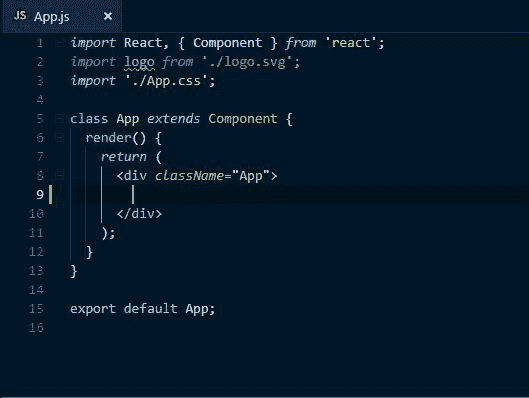 JS App.js ×
1 import React, { Component } from 'react';
2 import logo from './logo.svg';
3 import './App.css';
4
5 class App extends Component {
6   render() {
7     return (
8       <div className="App">
9
10       </div>
11     );
12   }
13 }
14
15 export default App;
16